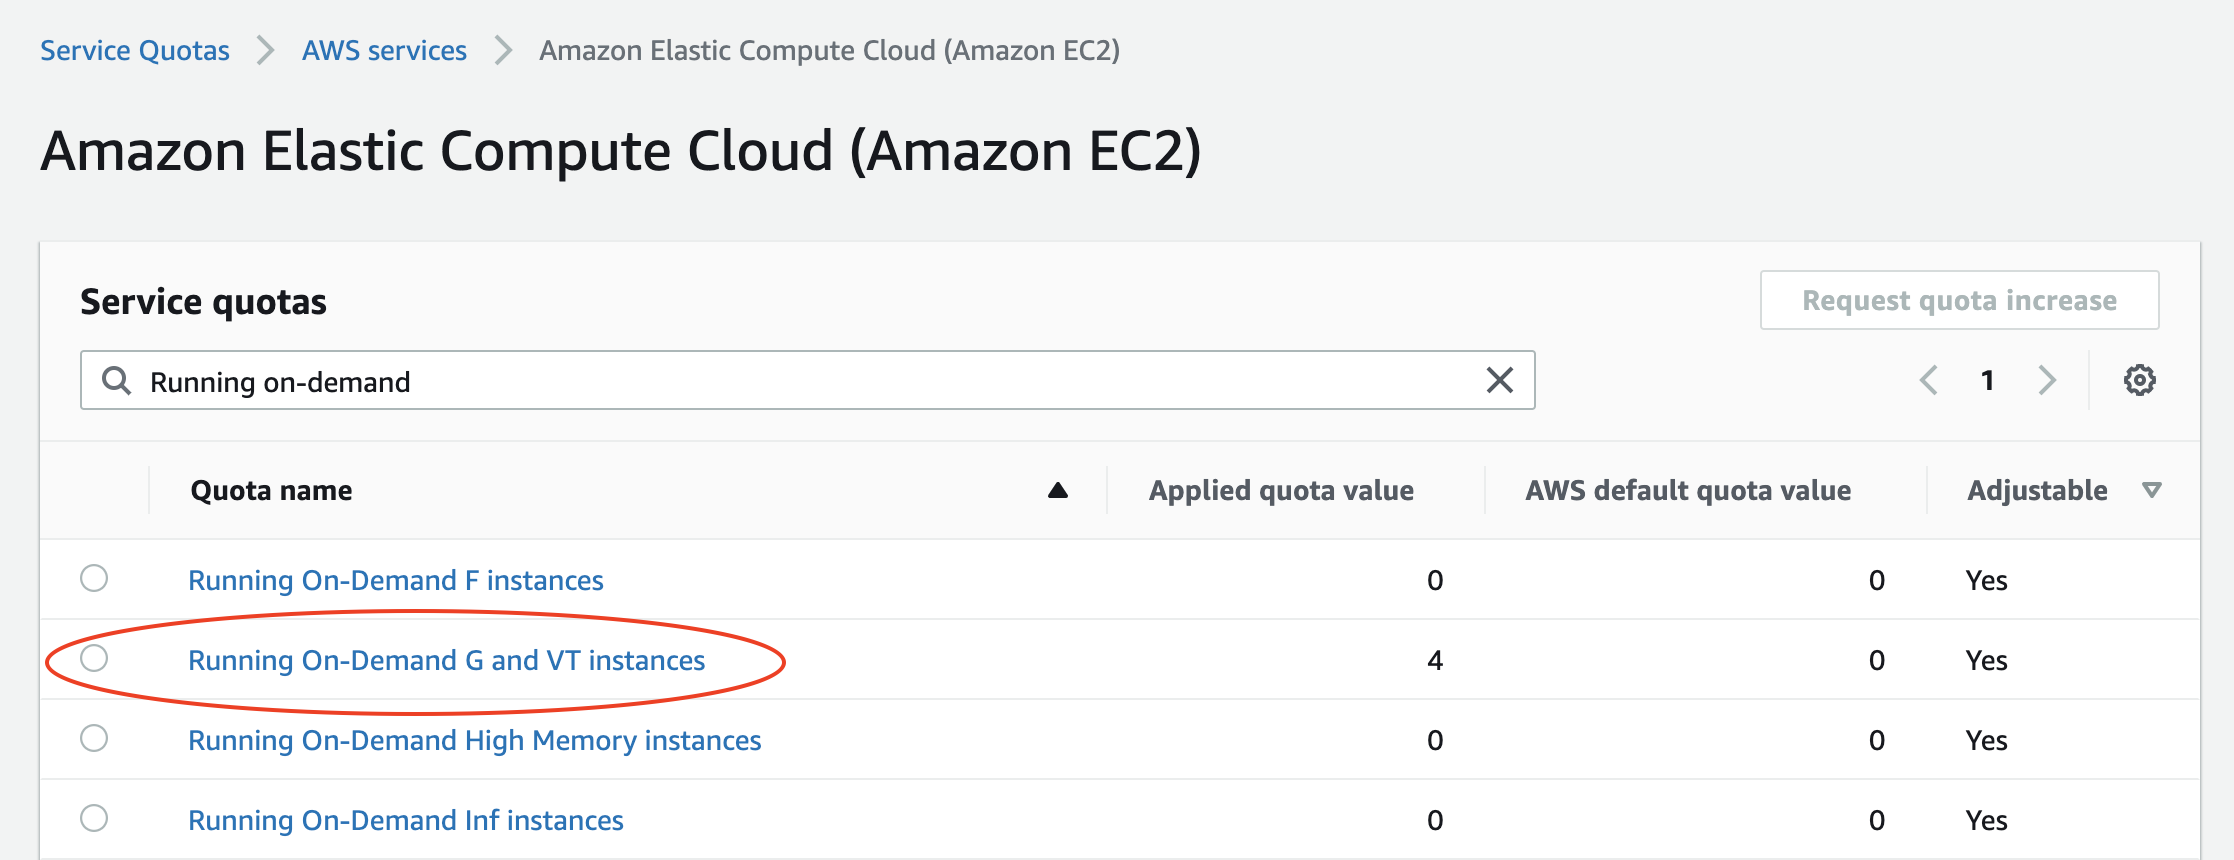 Service Quotas > AWS services > Amazon Elastic Compute Cloud (Amazon EC2)
Amazon Elastic Compute Cloud (Amazon EC2)
Service quotas
Request quota increase
Running on-demand
1
Quota name Applied quota value AWS default quota value Adjustable
Running On-Demand F instances 0 0 Yes
Running On-Demand G and VT instances 4 0 Yes
Running On-Demand High Memory instances 0 0 Yes
Running On-Demand Inf instances 0 0 Yes